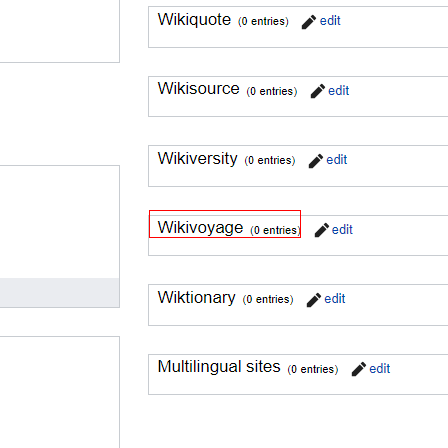 Wikiquote (0 entries) edit
Wikisource (0 entries) edit
Wikiversity (0 entries) edit
Wikivoyage (0 entries) edit
Wiktionary (0 entries) edit
Multilingual sites (0 entries) edit